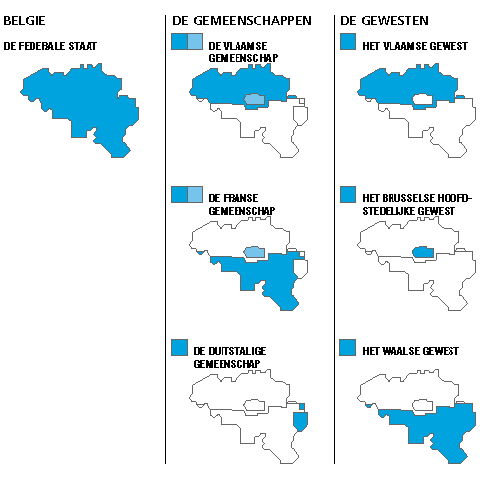 BELGIE
DE FEDERALE STAAT
DE GEMEENSCHAPPEN
DE VLAAMSE
GEMEENSCHAP
DE FRANSE
GEMEENSCHAP
DE DUITSTALIGE
GEMEENSCHAP
DE GEWESTEN
HET VLAAMSE GEWEST
HET BRUSSELSE HOOFD-
STEDELIJKE GEWEST
HET WAALSE GEWEST